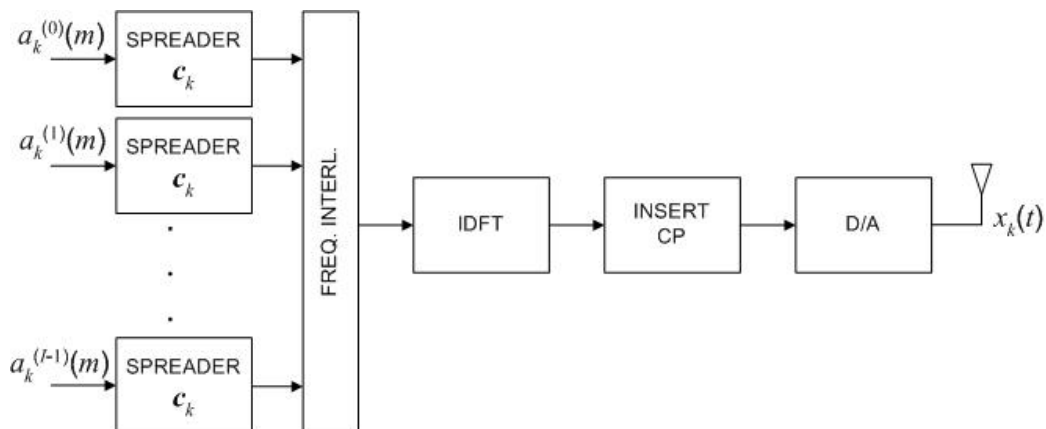 a_k^(0)(m)
SPREADER
c_k
a_k^(1)(m)
SPREADER
c_k
a_k^(I-1)(m)
SPREADER
c_k
FREQ. INTERL.
IDFT
INSERT
CP
D/A
x_k(t)